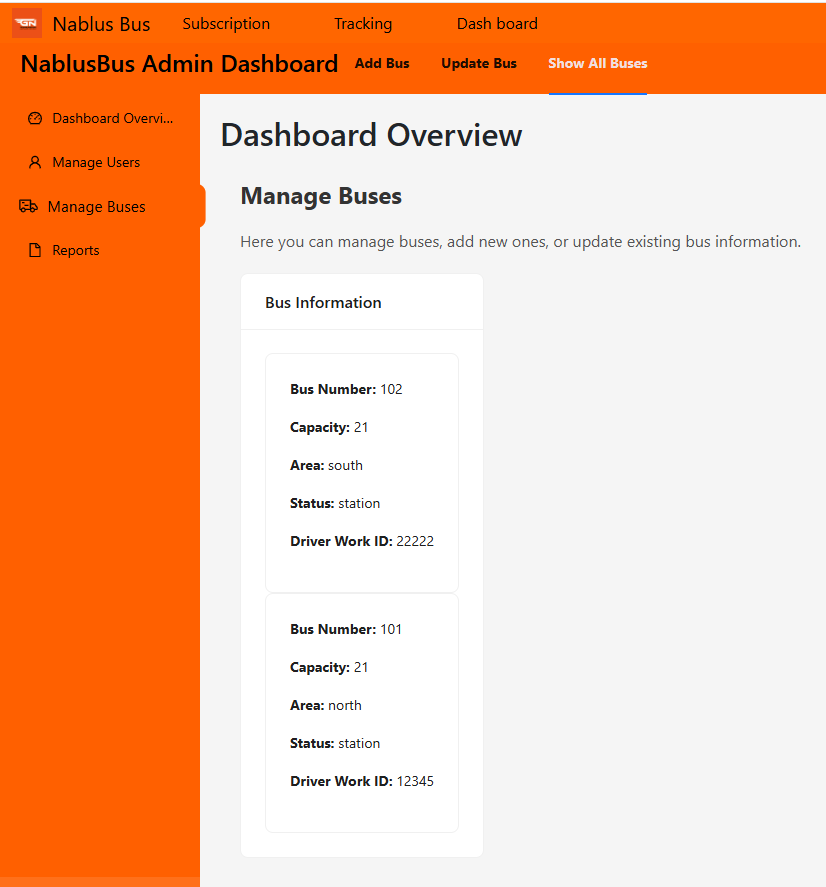 GN Nablus Bus Subscription Tracking Dash board
NablusBus Admin Dashboard Add Bus Update Bus Show All Buses
Dashboard Overvi...
Manage Users
Manage Buses
Reports
Dashboard Overview
Manage Buses
Here you can manage buses, add new ones, or update existing bus information.
Bus Information
Bus Number: 102
Capacity: 21
Area: south
Status: station
Driver Work ID: 22222
Bus Number: 101
Capacity: 21
Area: north
Status: station
Driver Work ID: 12345